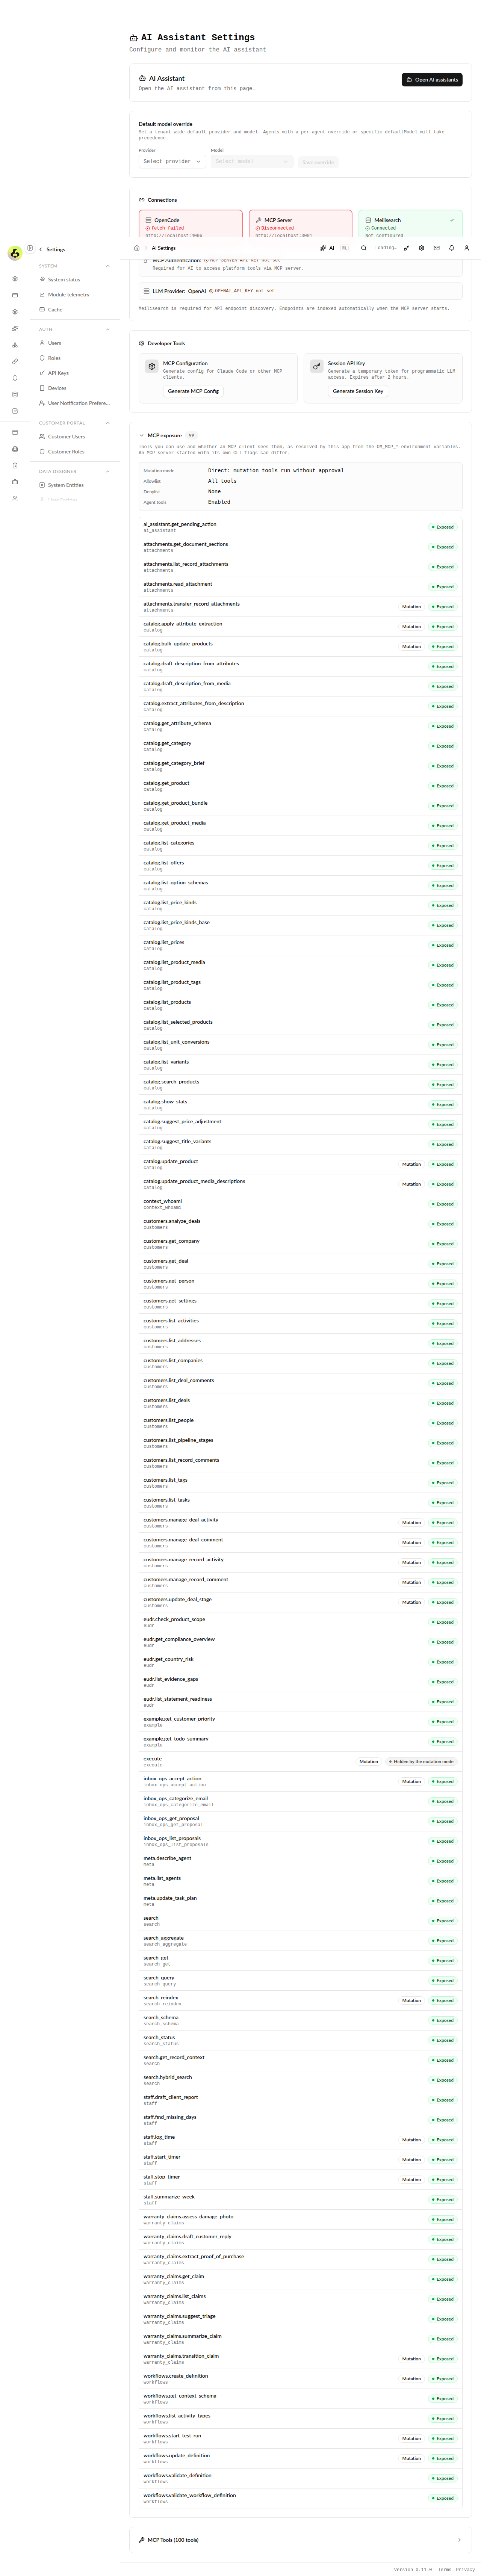 AI Assistant Settings
Configure and monitor the AI assistant
AI Assistant
Open the AI assistant from this page.
Open AI assistants
Default model override
Set a tenant-wide default provider and model. Agents with a per-agent override or specific defaultModel will take
precedence.
Provider
Model
Select provider
Select model
Save override
Connections
OpenCode
Fetch failed
http://localhost:4096
MCP Server
Disconnected
http://localhost:3001
Meilisearch
Connected
Not configured
Settings
AI Settings
AI
Loading…
SYSTEM
System status
Module telemetry
Cache
AUTH
Users
Roles
API Keys
Devices
User Notification Prefere...
CUSTOMER PORTAL
Customer Users
Customer Roles
DATA DESIGNER
System Entities
User Entities
MCP Authentication:
MCP_SERVER_API_KEY not set
Required for AI to access platform tools via MCP server.
LLM Provider: OpenAI
OPENAI_API_KEY not set
Meilisearch is required for API endpoint discovery. Endpoints are indexed automatically when the MCP server starts.
Developer Tools
MCP Configuration
Generate config for Claude Code or other MCP
clients.
Generate MCP Config
Session API Key
Generate a temporary token for programmatic LLM
access. Expires after 2 hours.
Generate Session Key
MCP exposure
99
Tools you can use and whether an MCP client sees them, as resolved by this app from the OM_MCP_* environment variables.
An MCP server started with its own CLI flags can differ.
Mutation mode
Direct: mutation tools run without approval
Allowlist
All tools
Denylist
None
Agent tools
Enabled
ai_assistant.get_pending_action
ai_assistant
Exposed
attachments.get_document_sections
attachments
Exposed
attachments.list_record_attachments
attachments
Exposed
attachments.read_attachment
attachments
Exposed
attachments.transfer_record_attachments
attachments
Mutation
Exposed
catalog.apply_attribute_extraction
catalog
Mutation
Exposed
catalog.bulk_update_products
catalog
Mutation
Exposed
catalog.draft_description_from_attributes
catalog
Exposed
catalog.draft_description_from_media
catalog
Exposed
catalog.extract_attributes_from_description
catalog
Exposed
catalog.get_attribute_schema
catalog
Exposed
catalog.get_category
catalog
Exposed
catalog.get_category_brief
catalog
Exposed
catalog.get_product
catalog
Exposed
catalog.get_product_bundle
catalog
Exposed
catalog.get_product_media
catalog
Exposed
catalog.list_categories
catalog
Exposed
catalog.list_offers
catalog
Exposed
catalog.list_option_schemas
catalog
Exposed
catalog.list_price_kinds
catalog
Exposed
catalog.list_price_kinds_base
catalog
Exposed
catalog.list_prices
catalog
Exposed
catalog.list_product_media
catalog
Exposed
catalog.list_product_tags
catalog
Exposed
catalog.list_products
catalog
Exposed
catalog.list_selected_products
catalog
Exposed
catalog.list_unit_conversions
catalog
Exposed
catalog.list_variants
catalog
Exposed
catalog.search_products
catalog
Exposed
catalog.show_stats
catalog
Exposed
catalog.suggest_price_adjustment
catalog
Exposed
catalog.suggest_title_variants
catalog
Exposed
catalog.update_product
catalog
Mutation
Exposed
catalog.update_product_media_descriptions
catalog
Mutation
Exposed
context_whoami
context_whoami
Exposed
customers.analyze_deals
customers
Exposed
customers.get_company
customers
Exposed
customers.get_deal
customers
Exposed
customers.get_person
customers
Exposed
customers.get_settings
customers
Exposed
customers.list_activities
customers
Exposed
customers.list_addresses
customers
Exposed
customers.list_companies
customers
Exposed
customers.list_deal_comments
customers
Exposed
customers.list_deals
customers
Exposed
customers.list_people
customers
Exposed
customers.list_pipeline_stages
customers
Exposed
customers.list_record_comments
customers
Exposed
customers.list_tags
customers
Exposed
customers.list_tasks
customers
Exposed
customers.manage_deal_activity
customers
Mutation
Exposed
customers.manage_deal_comment
customers
Mutation
Exposed
customers.manage_record_activity
customers
Mutation
Exposed
customers.manage_record_comment
customers
Mutation
Exposed
customers.update_deal_stage
customers
Mutation
Exposed
eudr.check_product_scope
eudr
Exposed
eudr.get_compliance_overview
eudr
Exposed
eudr.get_country_risk
eudr
Exposed
eudr.list_evidence_gaps
eudr
Exposed
eudr.list_statement_readiness
eudr
Exposed
example.get_customer_priority
example
Exposed
example.get_todo_summary
example
Exposed
execute
execute
Mutation
Hidden by the mutation mode
inbox_ops_accept_action
inbox_ops_accept_action
Mutation
Exposed
inbox_ops_categorize_email
inbox_ops_categorize_email
Exposed
inbox_ops_get_proposal
inbox_ops_get_proposal
Exposed
inbox_ops_list_proposals
inbox_ops_list_proposals
Exposed
meta.describe_agent
meta
Exposed
meta.list_agents
meta
Exposed
meta.update_task_plan
meta
Exposed
search
search
Exposed
search_aggregate
search_aggregate
Exposed
search_get
search_get
Exposed
search_query
search_query
Exposed
search_reindex
search_reindex
Mutation
Exposed
search_schema
search_schema
Exposed
search_status
search_status
Exposed
search.get_record_context
search
Exposed
search.hybrid_search
search
Exposed
staff.draft_client_report
staff
Exposed
staff.find_missing_days
staff
Exposed
staff.log_time
staff
Mutation
Exposed
staff.start_timer
staff
Mutation
Exposed
staff.stop_timer
staff
Mutation
Exposed
staff.summarize_week
staff
Exposed
warranty_claims.assess_damage_photo
warranty_claims
Exposed
warranty_claims.draft_customer_reply
warranty_claims
Exposed
warranty_claims.extract_proof_of_purchase
warranty_claims
Exposed
warranty_claims.get_claim
warranty_claims
Exposed
warranty_claims.list_claims
warranty_claims
Exposed
warranty_claims.suggest_triage
warranty_claims
Exposed
warranty_claims.summarize_claim
warranty_claims
Exposed
warranty_claims.transition_claim
warranty_claims
Mutation
Exposed
workflows.create_definition
workflows
Mutation
Exposed
workflows.get_context_schema
workflows
Exposed
workflows.list_activity_types
workflows
Exposed
workflows.start_test_run
workflows
Mutation
Exposed
workflows.update_definition
workflows
Mutation
Exposed
workflows.validate_definition
workflows
Exposed
workflows.validate_workflow_definition
workflows
Exposed
MCP Tools (100 tools)
Version 0.11.0
Terms
Privacy